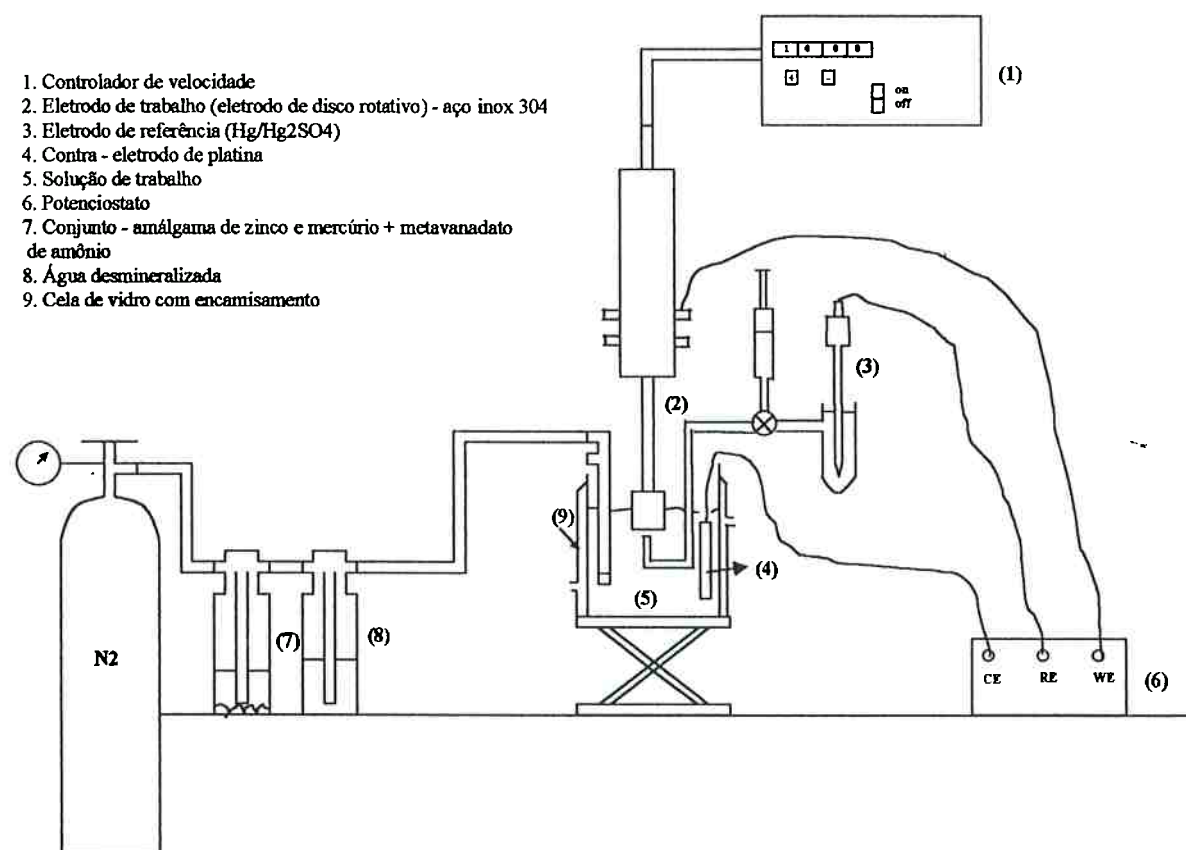 1. Controlador de velocidade
2. Eletrodo de trabalho (eletrodo de disco rotativo) - aço inox 304
3. Eletrodo de referência (Hg/Hg2SO4)
4. Contra - eletrodo de platina
5. Solução de trabalho
6. Potenciostato
7. Conjunto - amálgama de zinco e mercúrio + metavanadato
de amônio
8. Água desmineralizada
9. Cela de vidro com encamisamento
(1)
on
off
(2)
(3)
(9)
(4)
(5)
(7)
(8)
N2
CE RE WE
(6)